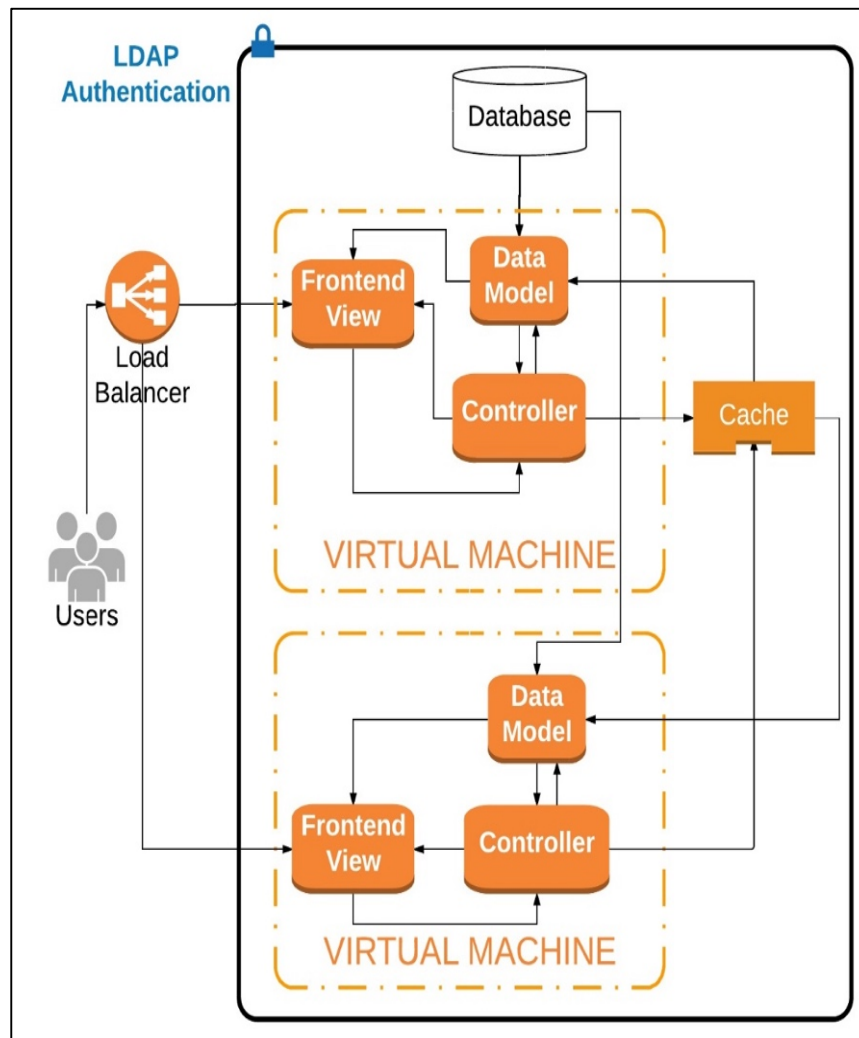 LDAP
Authentication
Database
Data
Model
Frontend
View
Load
Balancer
Controller
Cache
VIRTUAL MACHINE
Users
Data
Model
Frontend
View
Controller
VIRTUAL MACHINE